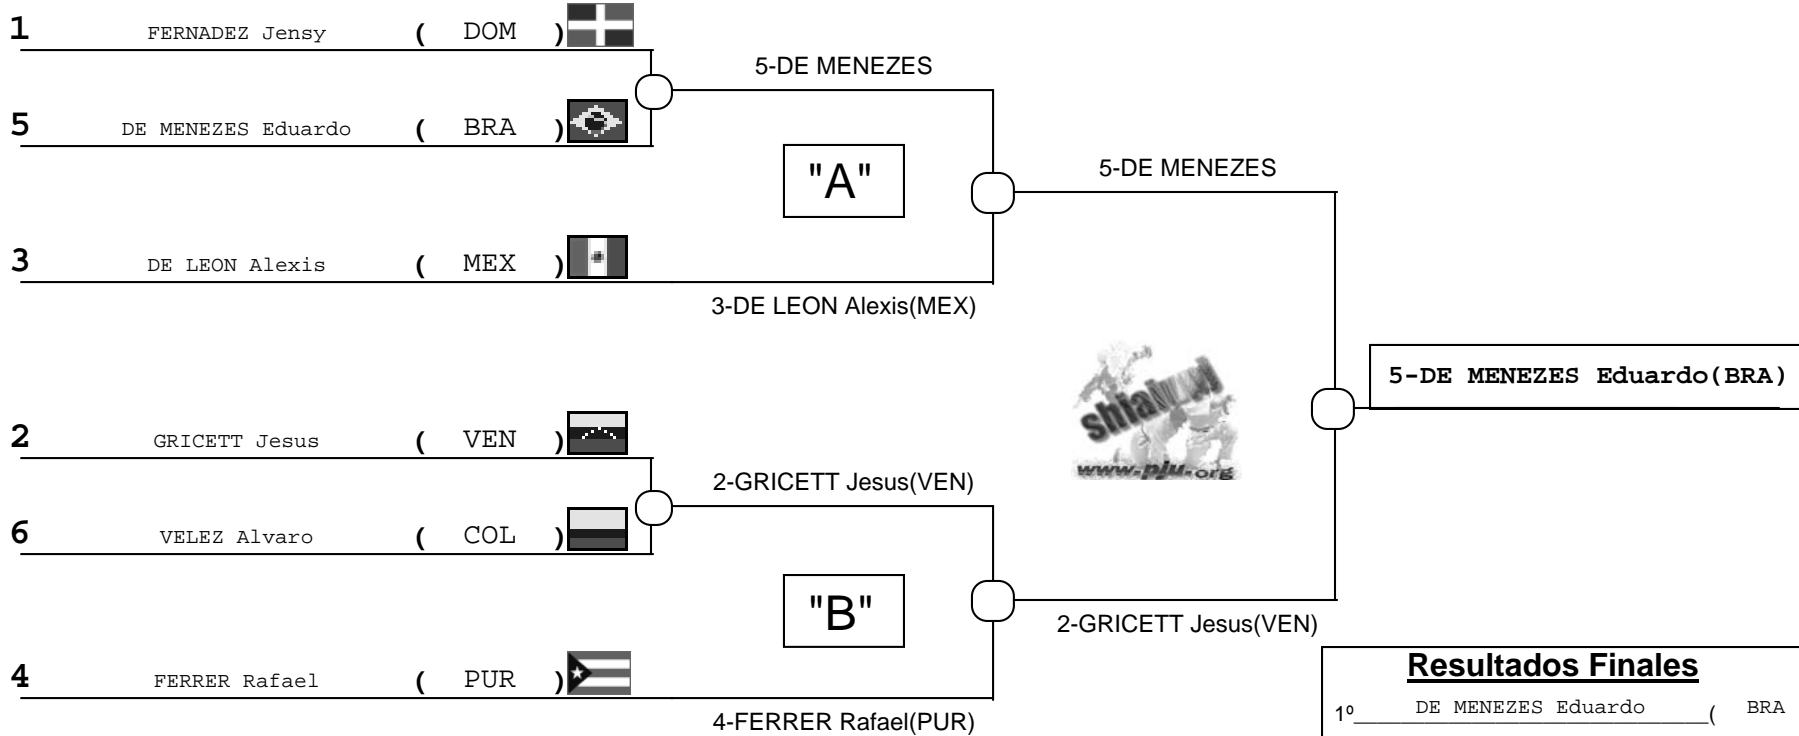 1 FERNADEZ Jensy ( DOM )
5-DE MENEZES
5 DE MENEZES Eduardo ( BRA )
"A"
5-DE MENEZES
3 DE LEON Alexis ( MEX )
3-DE LEON Alexis(MEX)
shiai
www.pju.org
5-DE MENEZES Eduardo(BRA)
2 GRICETT Jesus ( VEN )
2-GRICETT Jesus(VEN)
6 VELEZ Alvaro ( COL )
"B"
2-GRICETT Jesus(VEN)
4 FERRER Rafael ( PUR )
4-FERRER Rafael(PUR)
Resultados Finales
1º DE MENEZES Eduardo ( BRA